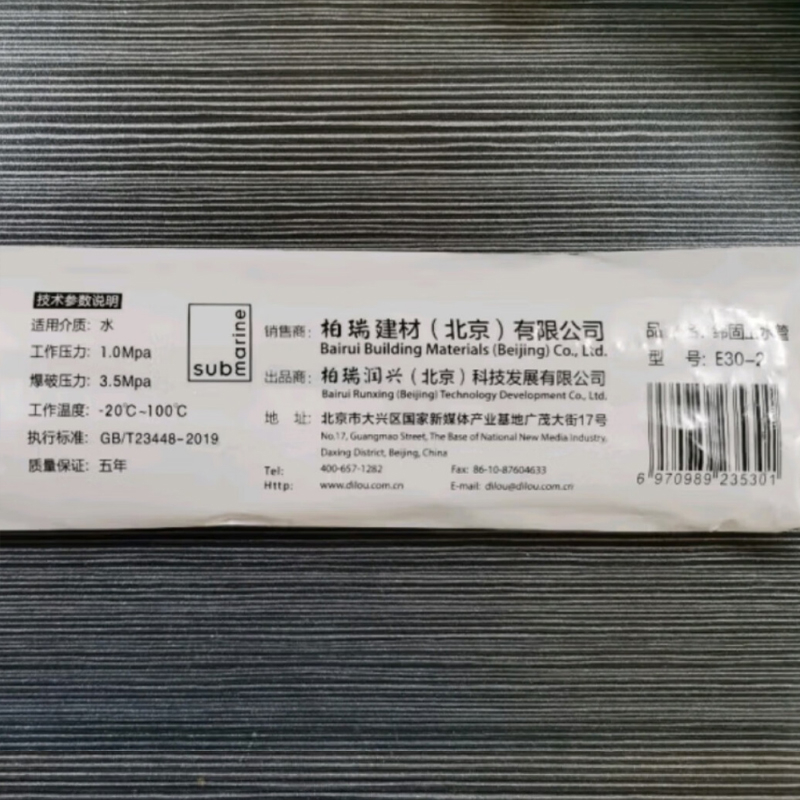 技术参数说明
适用介质: 水
工作压力: 1.0Mpa
爆破压力: 3.5Mpa
工作温度: -20℃~100℃
执行标准: GB/T23448-2019
质量保证: 五年
submarine
销售商: 柏瑞建材（北京）有限公司
Bairui Building Materials (Beijing) Co., Ltd.
出品商: 柏瑞润兴（北京）科技发展有限公司
Bairui Runxing (Beijing) Technology Development Co., Ltd.
地 址: 北京市大兴区国家新媒体产业基地广茂大街17号
No.17, Guangmao Street, The Base of National New Media Industry,
Daxing District, Beijing, China
Tel: 400-657-1282 Fax: 86-10-87604633
Http: www.dilou.com.cn E-mail: dilou@dilou.com.cn
品 名: 固上水管
型 号: E30-2
6 970989 235301